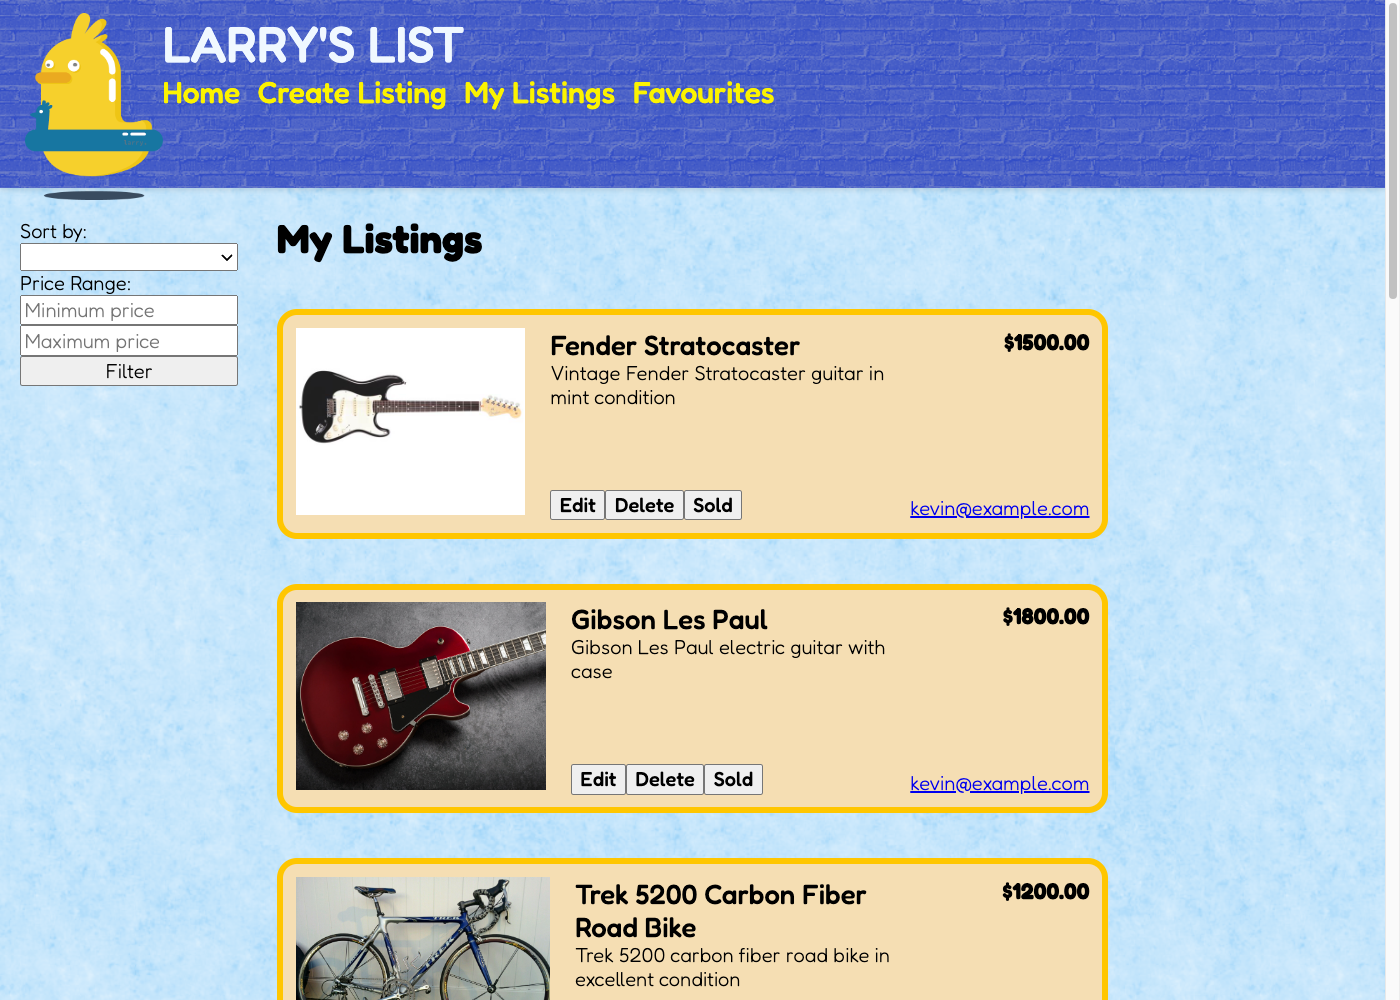 LARRY'S LIST
Home Create Listing My Listings Favourites
Sort by:
Price Range:
Minimum price
Maximum price
Filter
My Listings
Fender Stratocaster
$1500.00
Vintage Fender Stratocaster guitar in
mint condition
Edit Delete Sold
kevin@example.com
Gibson Les Paul
$1800.00
Gibson Les Paul electric guitar with
case
Edit Delete Sold
kevin@example.com
Trek 5200 Carbon Fiber
Road Bike
$1200.00
Trek 5200 carbon fiber road bike in
excellent condition
TREK